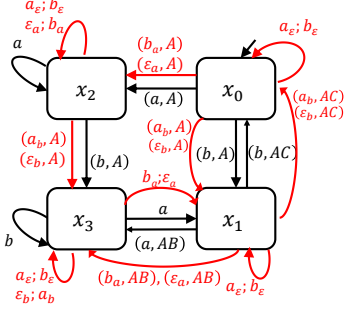 a_ε; b_ε
ε_a; b_a
a_ε; b_ε
a
(b_a, A)
(ε_a, A)
x_2
x_0
(a, A)
(a_b, AC)
(ε_b, AC)
(a_b, A)
(ε_b, A)
(a_b, A)
(ε_b, A)
(b, A)
(b, A)
(b, AC)
b_a; ε_a
x_3
a
x_1
b
(a, AB)
a_ε; b_ε
ε_b; a_b
(b_a, AB), (ε_a, AB)
a_ε; b_ε